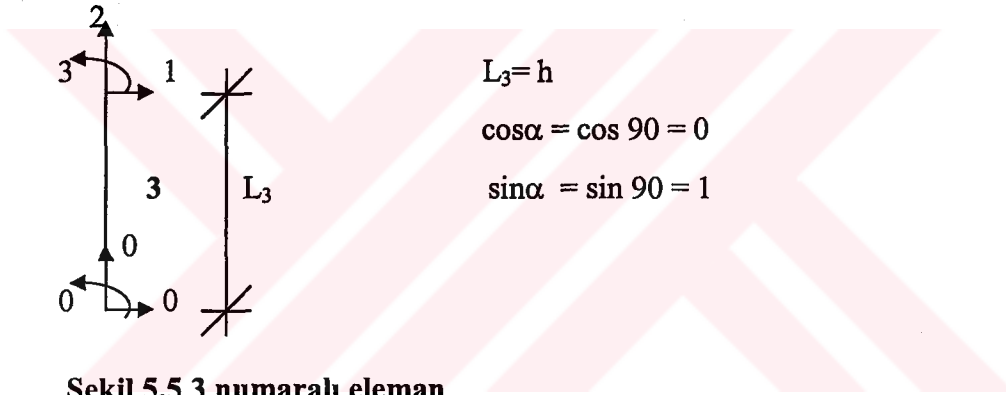 2
3 1
L₃= h
cosα = cos 90 = 0
3 L₃
sinα = sin 90 = 1
0
0 0
Şekil 5.5 3 numaralı eleman